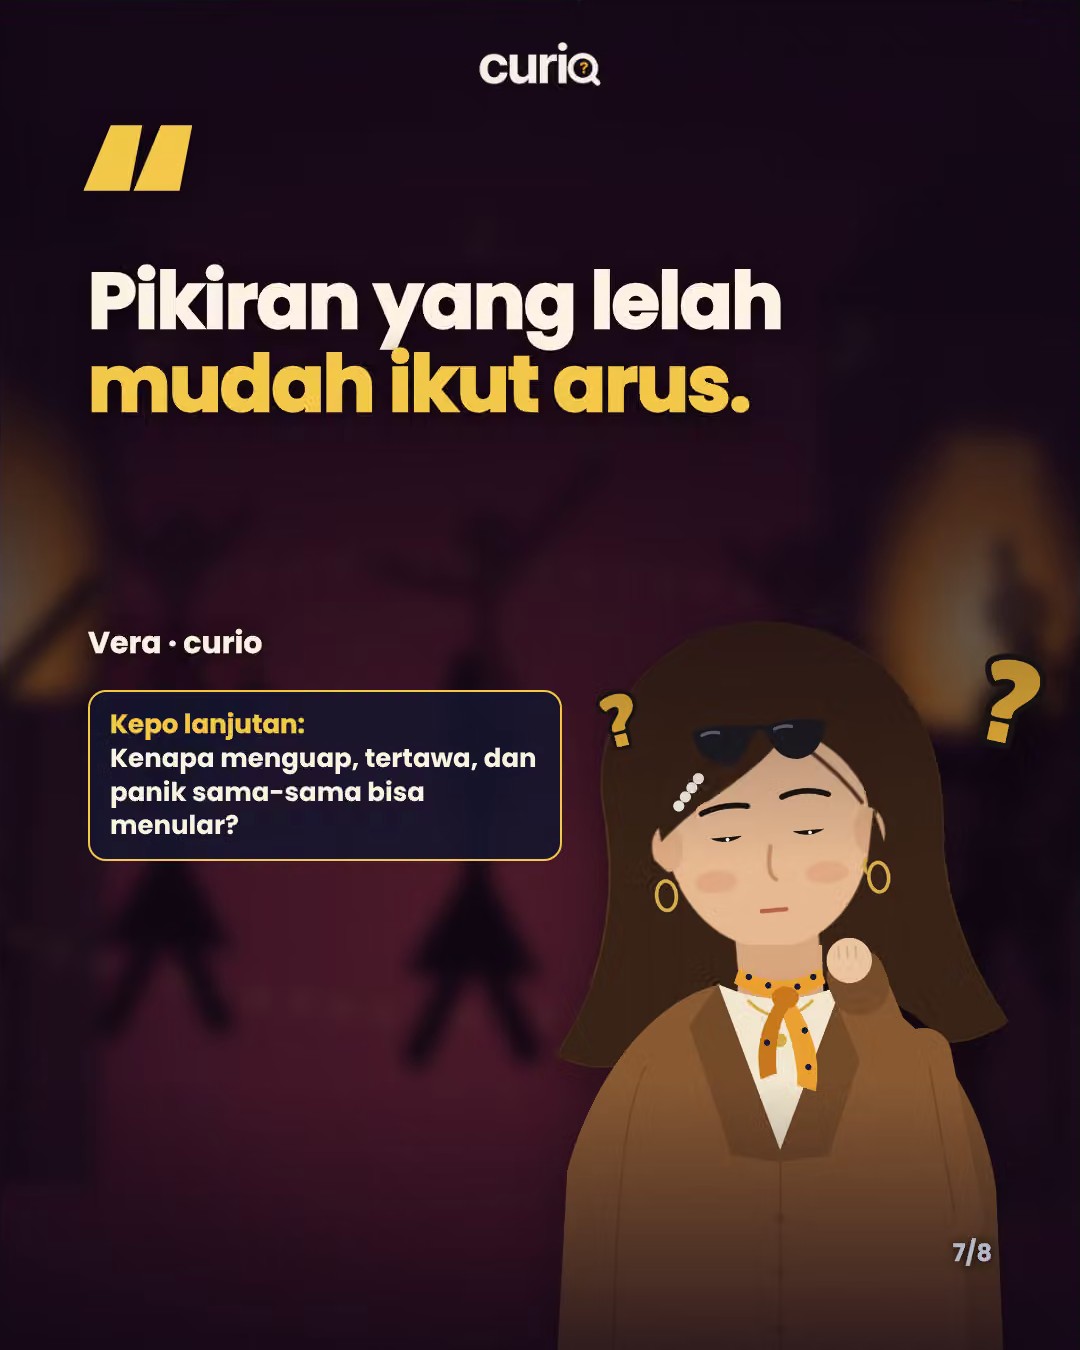 curio
Pikiran yang lelah
mudah ikut arus.
Vera · curio
Kepo lanjutan:
Kenapa menguap, tertawa, dan
panik sama-sama bisa
menular?
?
?
7/8